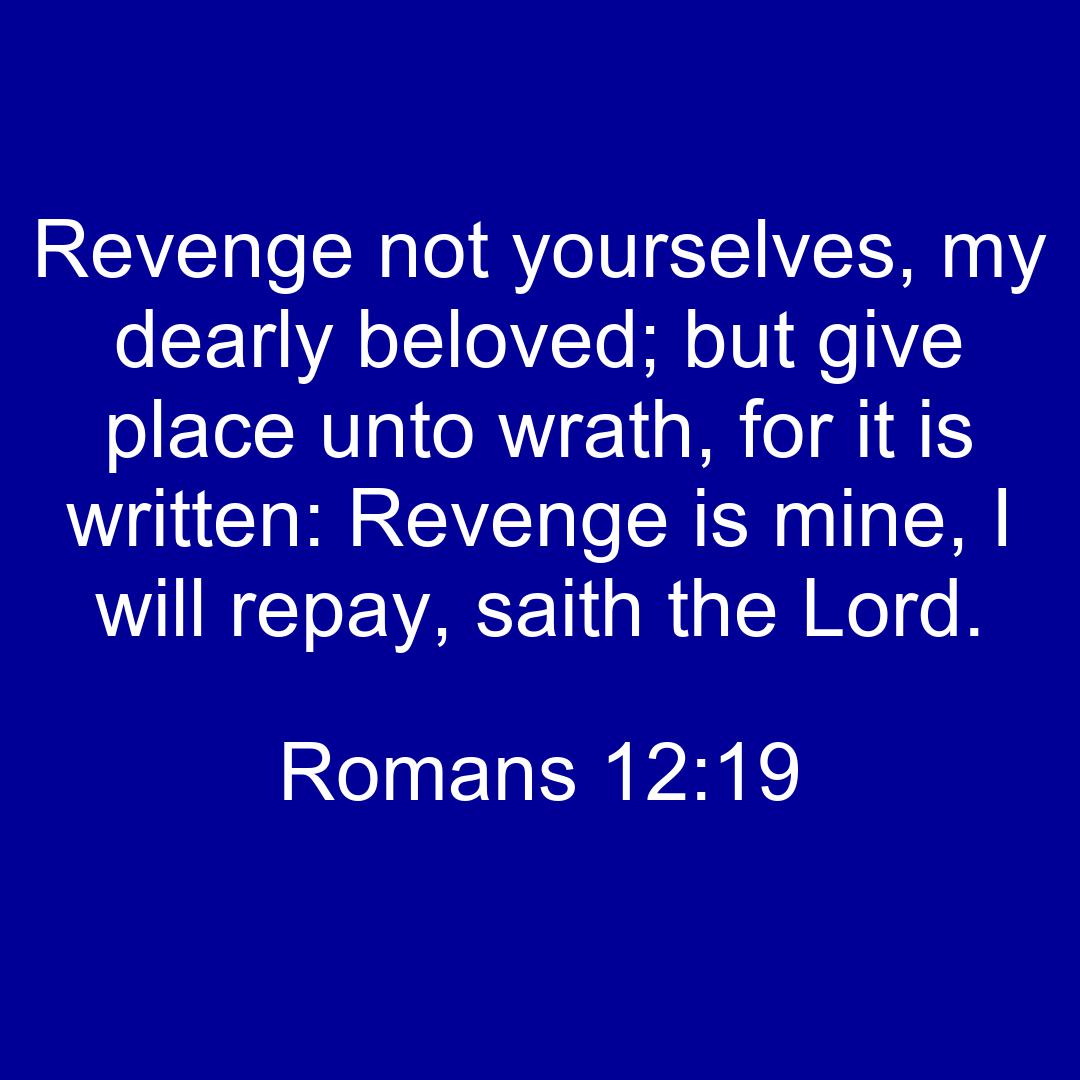 Revenge not yourselves, my
dearly beloved; but give
place unto wrath, for it is
written: Revenge is mine, I
will repay, saith the Lord.
Romans 12:19